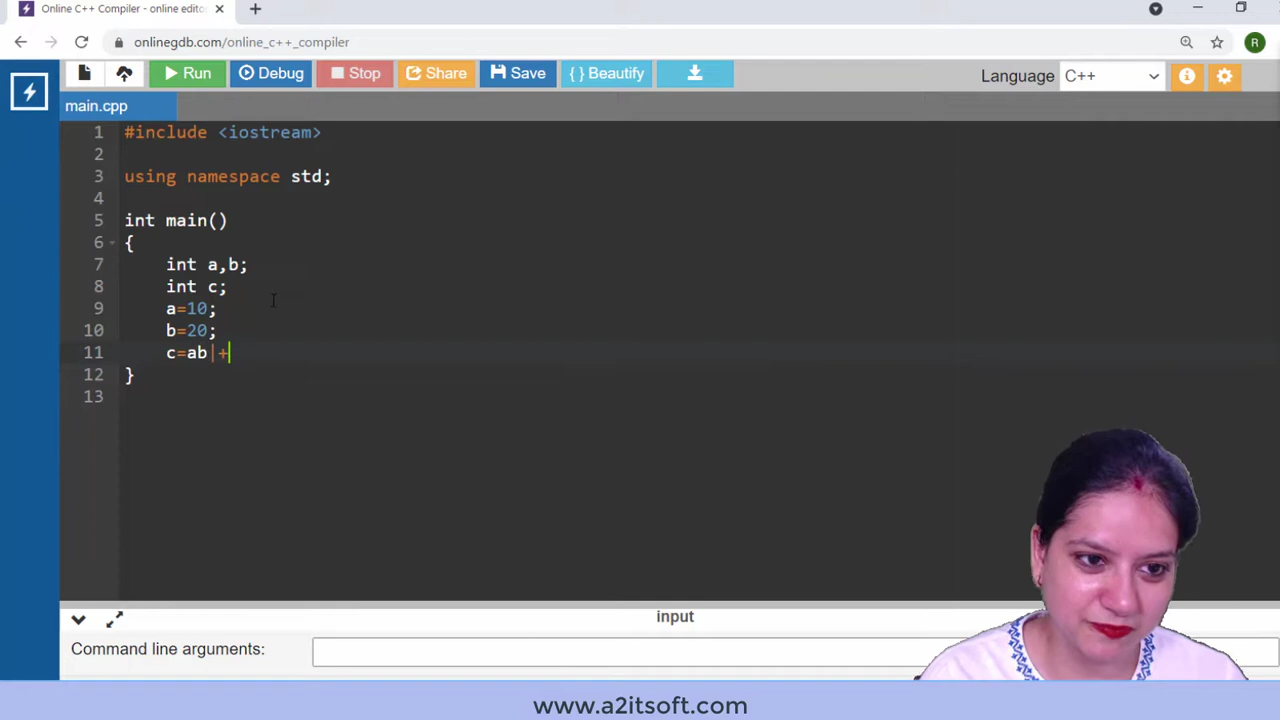 Online C++ Compiler - online editor
onlinegdb.com/online_c++_compiler
R
Run
Debug
Stop
Share
Save
{ } Beautify
Language
C++
main.cpp
1 #include <iostream>
2
3 using namespace std;
4
5 int main()
6 {
7 int a,b;
8 int c;
9 a=10;
10 b=20;
11 c=ab|+
12 }
13
input
Command line arguments:
www.a2itsoft.com